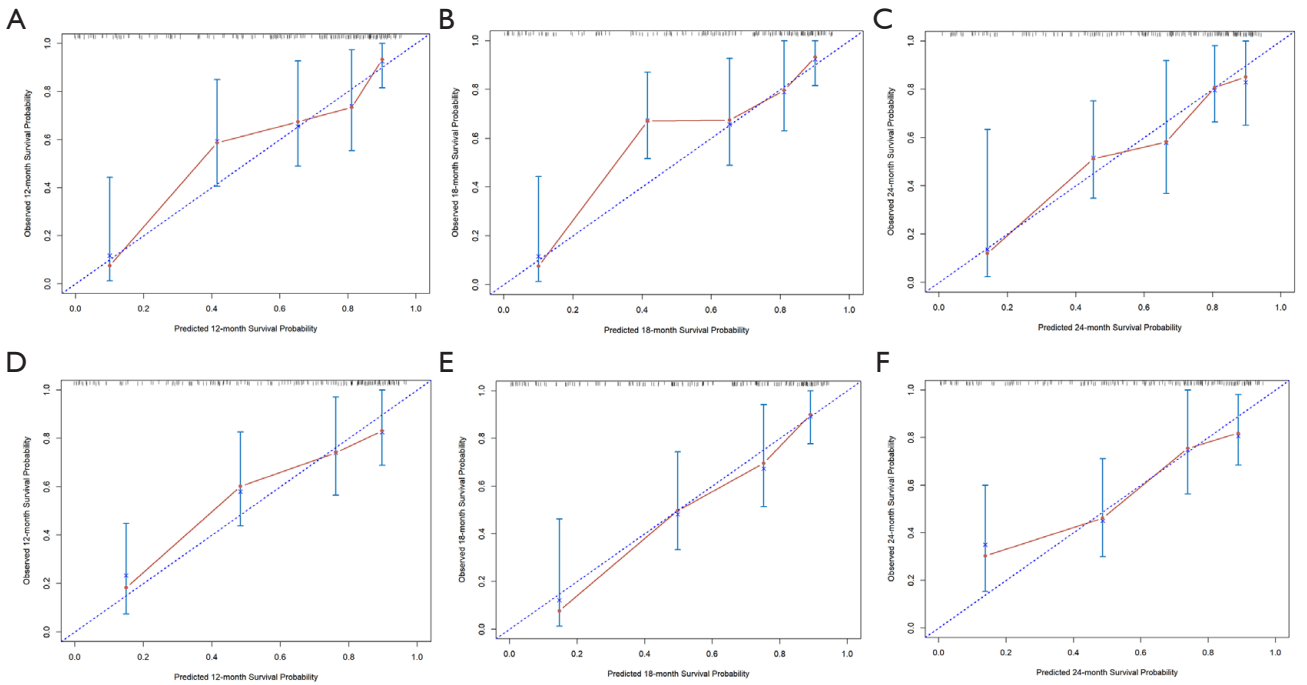 A
Observed 12-month Survival Probability
1.0
0.8
0.6
0.4
0.2
0.0
0.0 0.2 0.4 0.6 0.8 1.0
Predicted 12-month Survival Probability
B
Observed 18-month Survival Probability
1.0
0.8
0.6
0.4
0.2
0.0
0.0 0.2 0.4 0.6 0.8 1.0
Predicted 18-month Survival Probability
C
Observed 24-month Survival Probability
1.0
0.8
0.6
0.4
0.2
0.0
0.0 0.2 0.4 0.6 0.8 1.0
Predicted 24-month Survival Probability
D
Observed 12-month Survival Probability
1.0
0.8
0.6
0.4
0.2
0.0
0.0 0.2 0.4 0.6 0.8 1.0
Predicted 12-month Survival Probability
E
Observed 18-month Survival Probability
1.0
0.8
0.6
0.4
0.2
0.0
0.0 0.2 0.4 0.6 0.8 1.0
Predicted 18-month Survival Probability
F
Observed 24-month Survival Probability
1.0
0.8
0.6
0.4
0.2
0.0
0.0 0.2 0.4 0.6 0.8 1.0
Predicted 24-month Survival Probability